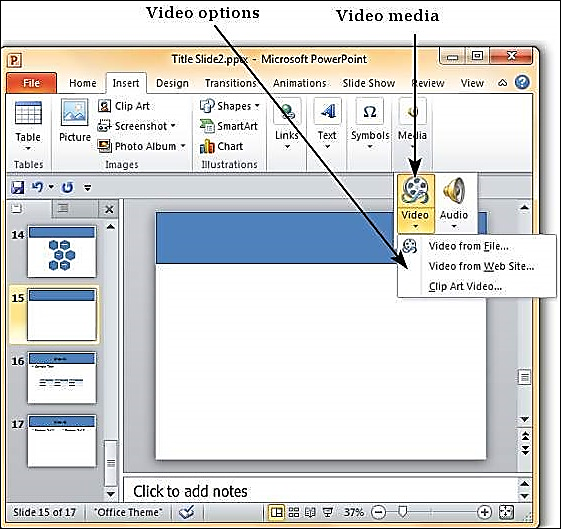 Video options
Video media
Title Slide2.pptx - Microsoft PowerPoint
File Home Insert Design Transitions Animations Slide Show Review View
Table
Tables
Picture
Clip Art
Screenshot
Photo Album
Images
Shapes
SmartArt
Chart
Illustrations
Links
Text
Symbols
Media
Video
Audio
Video from File...
Video from Web Site...
Clip Art Video...
14
15
16
17
Click to add notes
Slide 15 of 17
"Office Theme"
37%